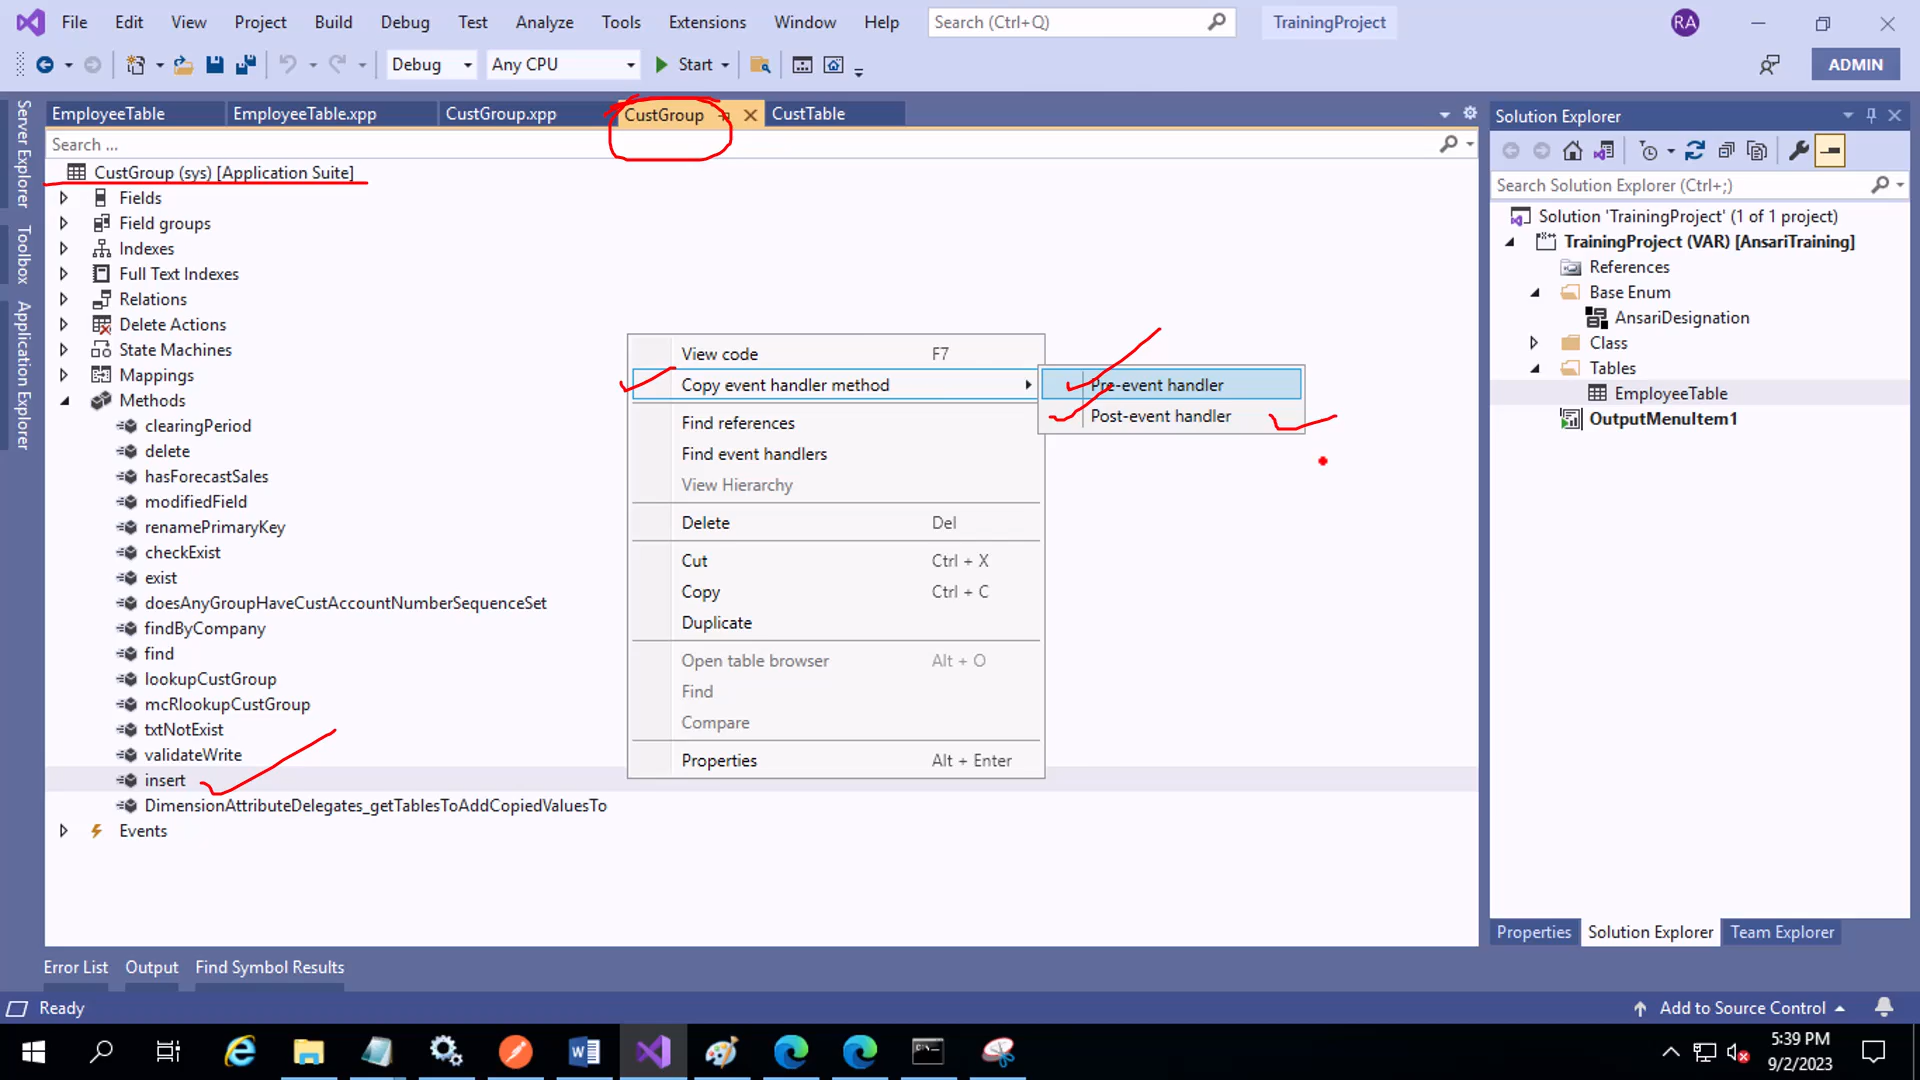 File Edit View Project Build Debug Test Analyze Tools Extensions Window Help Search (Ctrl+Q) TrainingProject RA
Debug Any CPU Start ADMIN
EmployeeTable EmployeeTable.xpp CustGroup.xpp CustGroup CustTable
Search ...
CustGroup (sys) [Application Suite]
Fields
Field groups
Indexes
Full Text Indexes
Relations
Delete Actions
State Machines
Mappings
Methods
clearingPeriod
delete
hasForecastSales
modifiedField
renamePrimaryKey
checkExist
exist
doesAnyGroupHaveCustAccountNumberSequenceSet
findByCompany
find
lookupCustGroup
mcRlookupCustGroup
txtNotExist
validateWrite
insert
DimensionAttributeDelegates_getTablesToAddCopiedValuesTo
Events
Server Explorer
Toolbox
Application Explorer
View code F7
Copy event handler method
Find references
Find event handlers
View Hierarchy
Delete Del
Cut Ctrl + X
Copy Ctrl + C
Duplicate
Open table browser Alt + O
Find
Compare
Properties Alt + Enter
Pre-event handler
Post-event handler
Solution Explorer
Search Solution Explorer (Ctrl+;)
Solution 'TrainingProject' (1 of 1 project)
TrainingProject (VAR) [AnsariTraining]
References
Base Enum
AnsariDesignation
Class
Tables
EmployeeTable
OutputMenuItem1
Properties Solution Explorer Team Explorer
Error List Output Find Symbol Results
Ready Add to Source Control
5:39 PM
9/2/2023